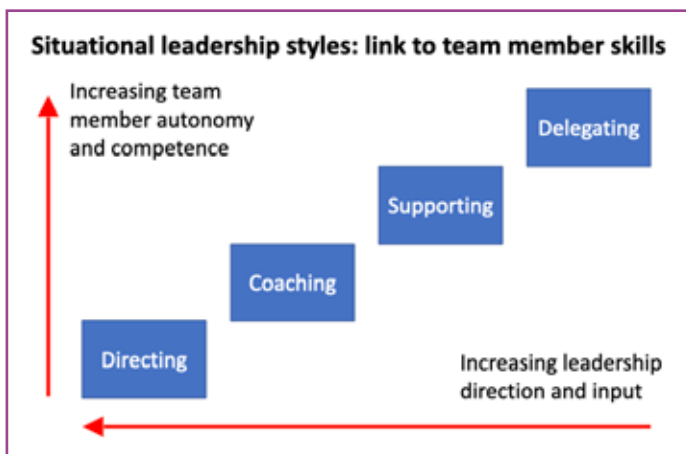 Situational leadership styles: link to team member skills
Increasing team
member autonomy
and competence
Delegating
Supporting
Coaching
Directing
Increasing leadership
direction and input